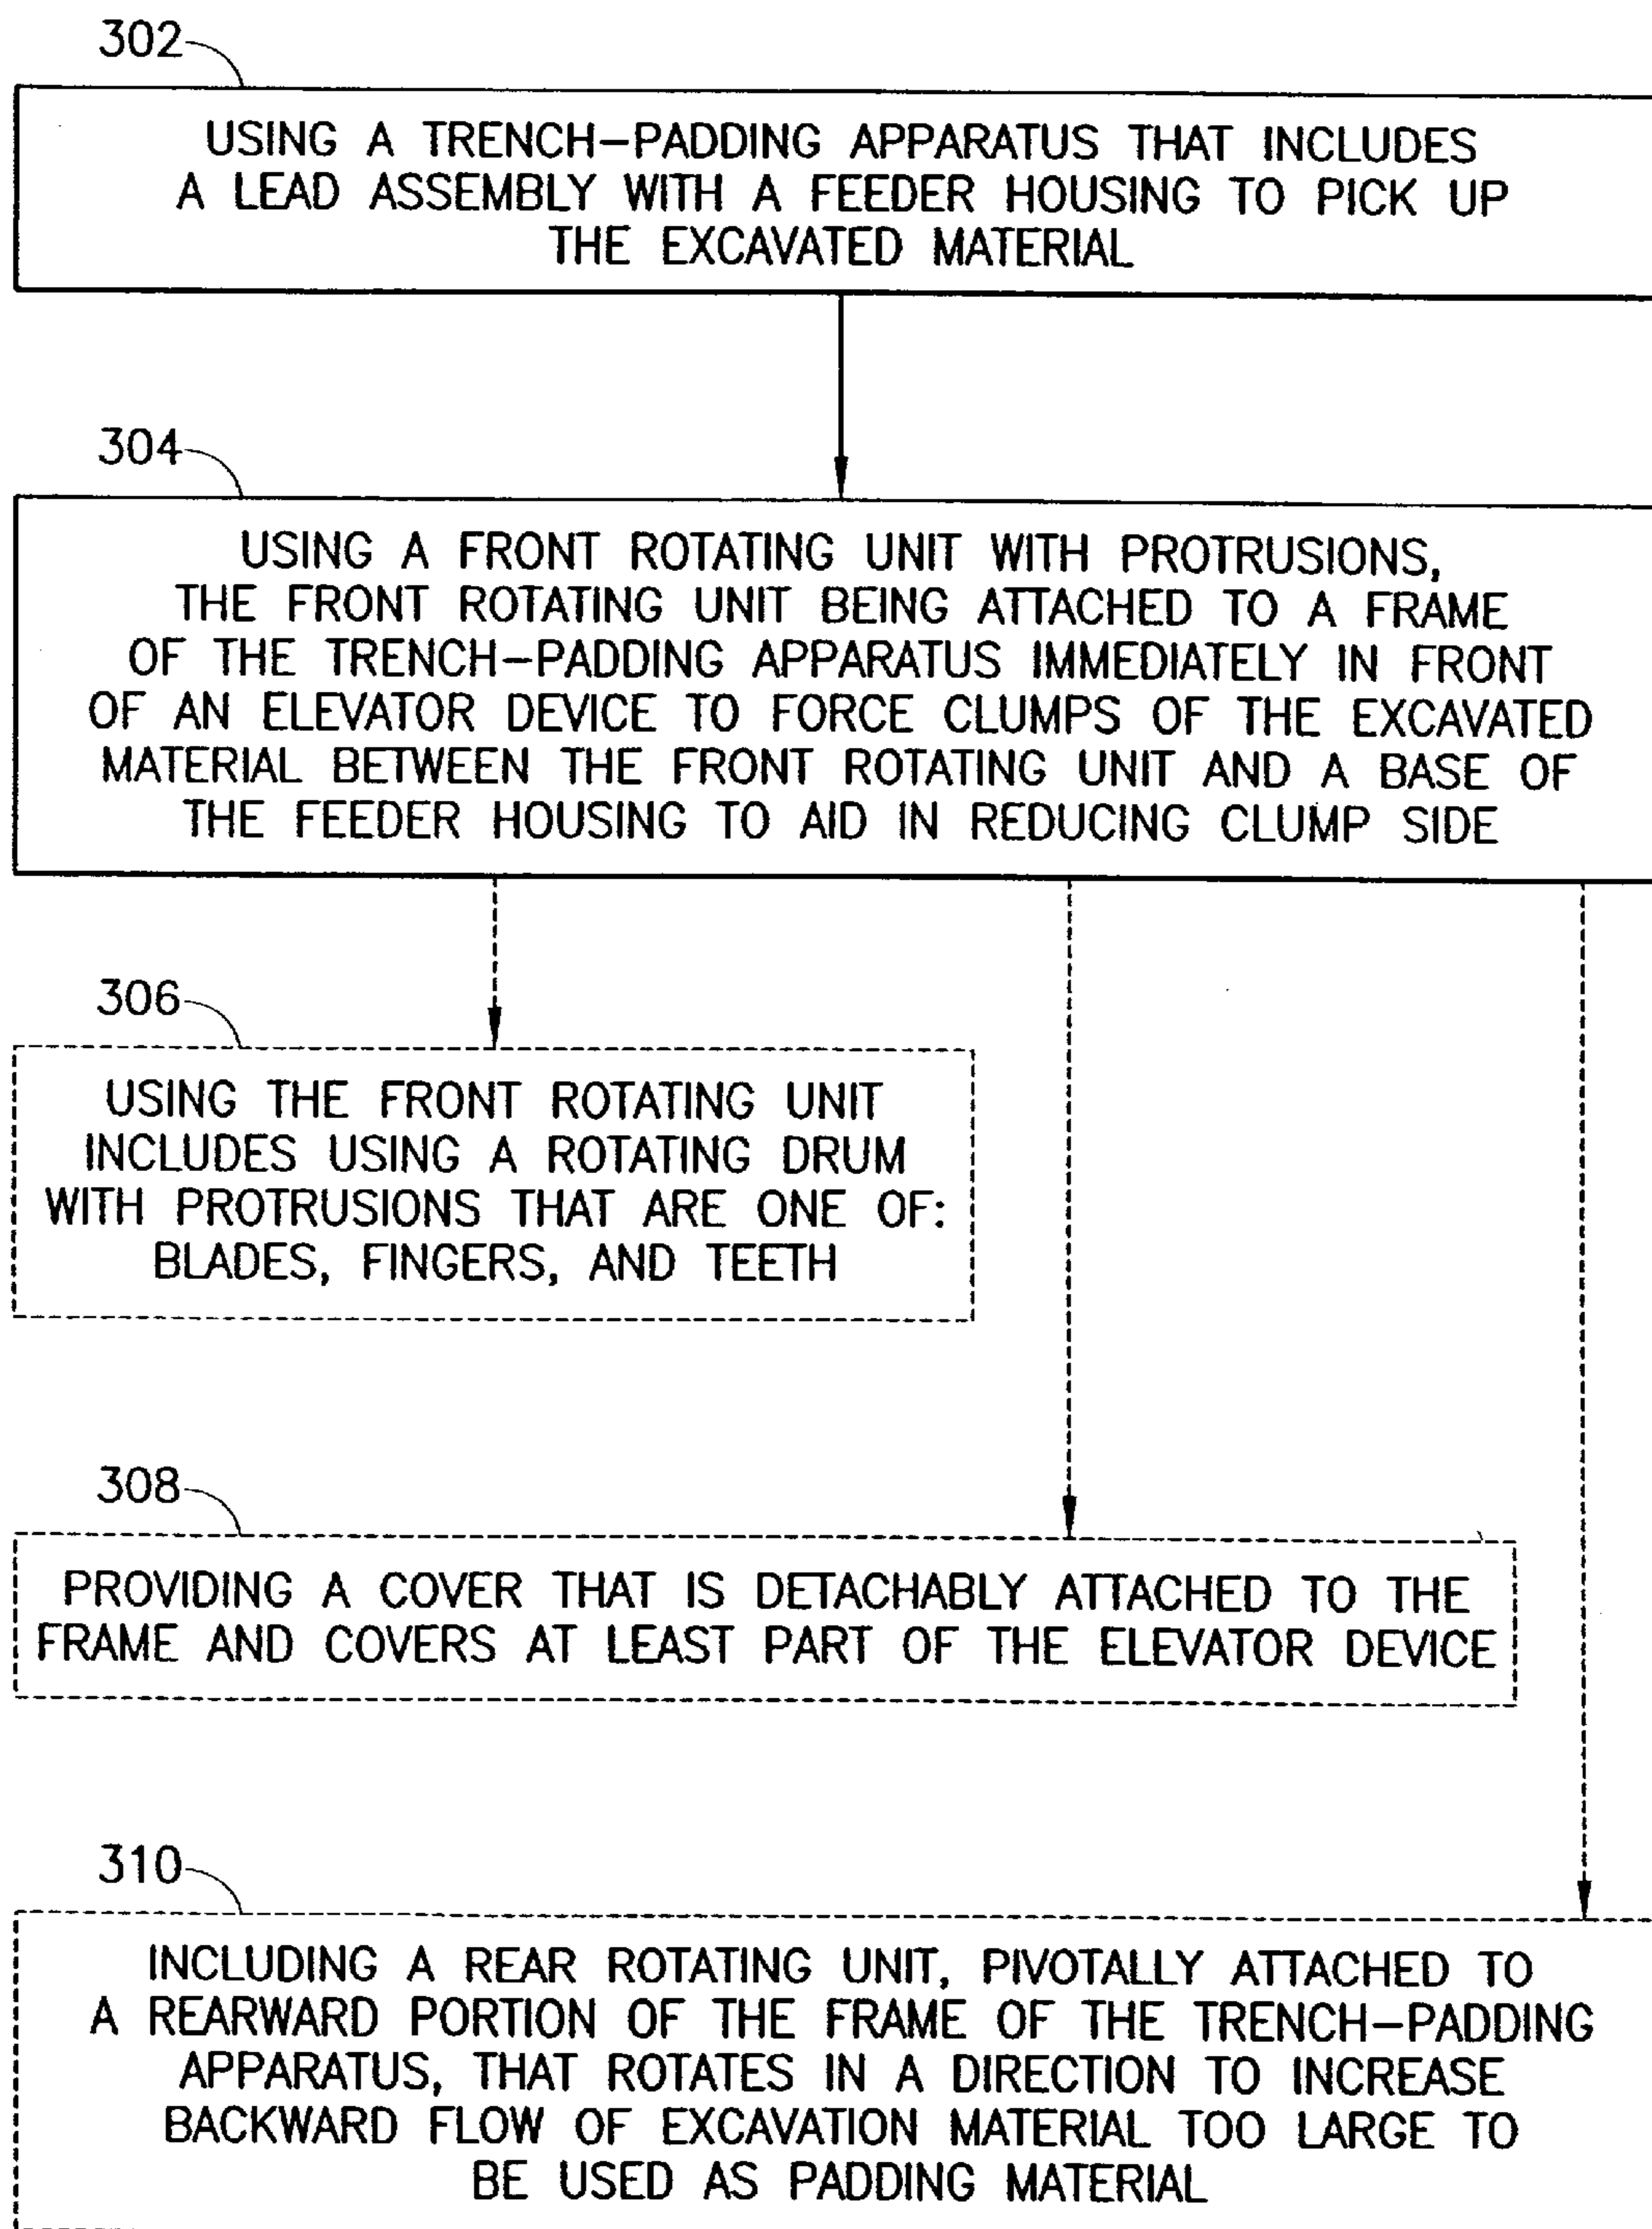 302
USING A TRENCH-PADDING APPARATUS THAT INCLUDES
A LEAD ASSEMBLY WITH A FEEDER HOUSING TO PICK UP
THE EXCAVATED MATERIAL
304
USING A FRONT ROTATING UNIT WITH PROTRUSIONS,
THE FRONT ROTATING UNIT BEING ATTACHED TO A FRAME
OF THE TRENCH-PADDING APPARATUS IMMEDIATELY IN FRONT
OF AN ELEVATOR DEVICE TO FORCE CLUMPS OF THE EXCAVATED
MATERIAL BETWEEN THE FRONT ROTATING UNIT AND A BASE OF
THE FEEDER HOUSING TO AID IN REDUCING CLUMP SIDE
306
USING THE FRONT ROTATING UNIT
INCLUDES USING A ROTATING DRUM
WITH PROTRUSIONS THAT ARE ONE OF:
BLADES, FINGERS, AND TEETH
308
PROVIDING A COVER THAT IS DETACHABLY ATTACHED TO THE
FRAME AND COVERS AT LEAST PART OF THE ELEVATOR DEVICE
310
INCLUDING A REAR ROTATING UNIT, PIVOTALLY ATTACHED TO
A REARWARD PORTION OF THE FRAME OF THE TRENCH-PADDING
APPARATUS, THAT ROTATES IN A DIRECTION TO INCREASE
BACKWARD FLOW OF EXCAVATION MATERIAL TOO LARGE TO
BE USED AS PADDING MATERIAL